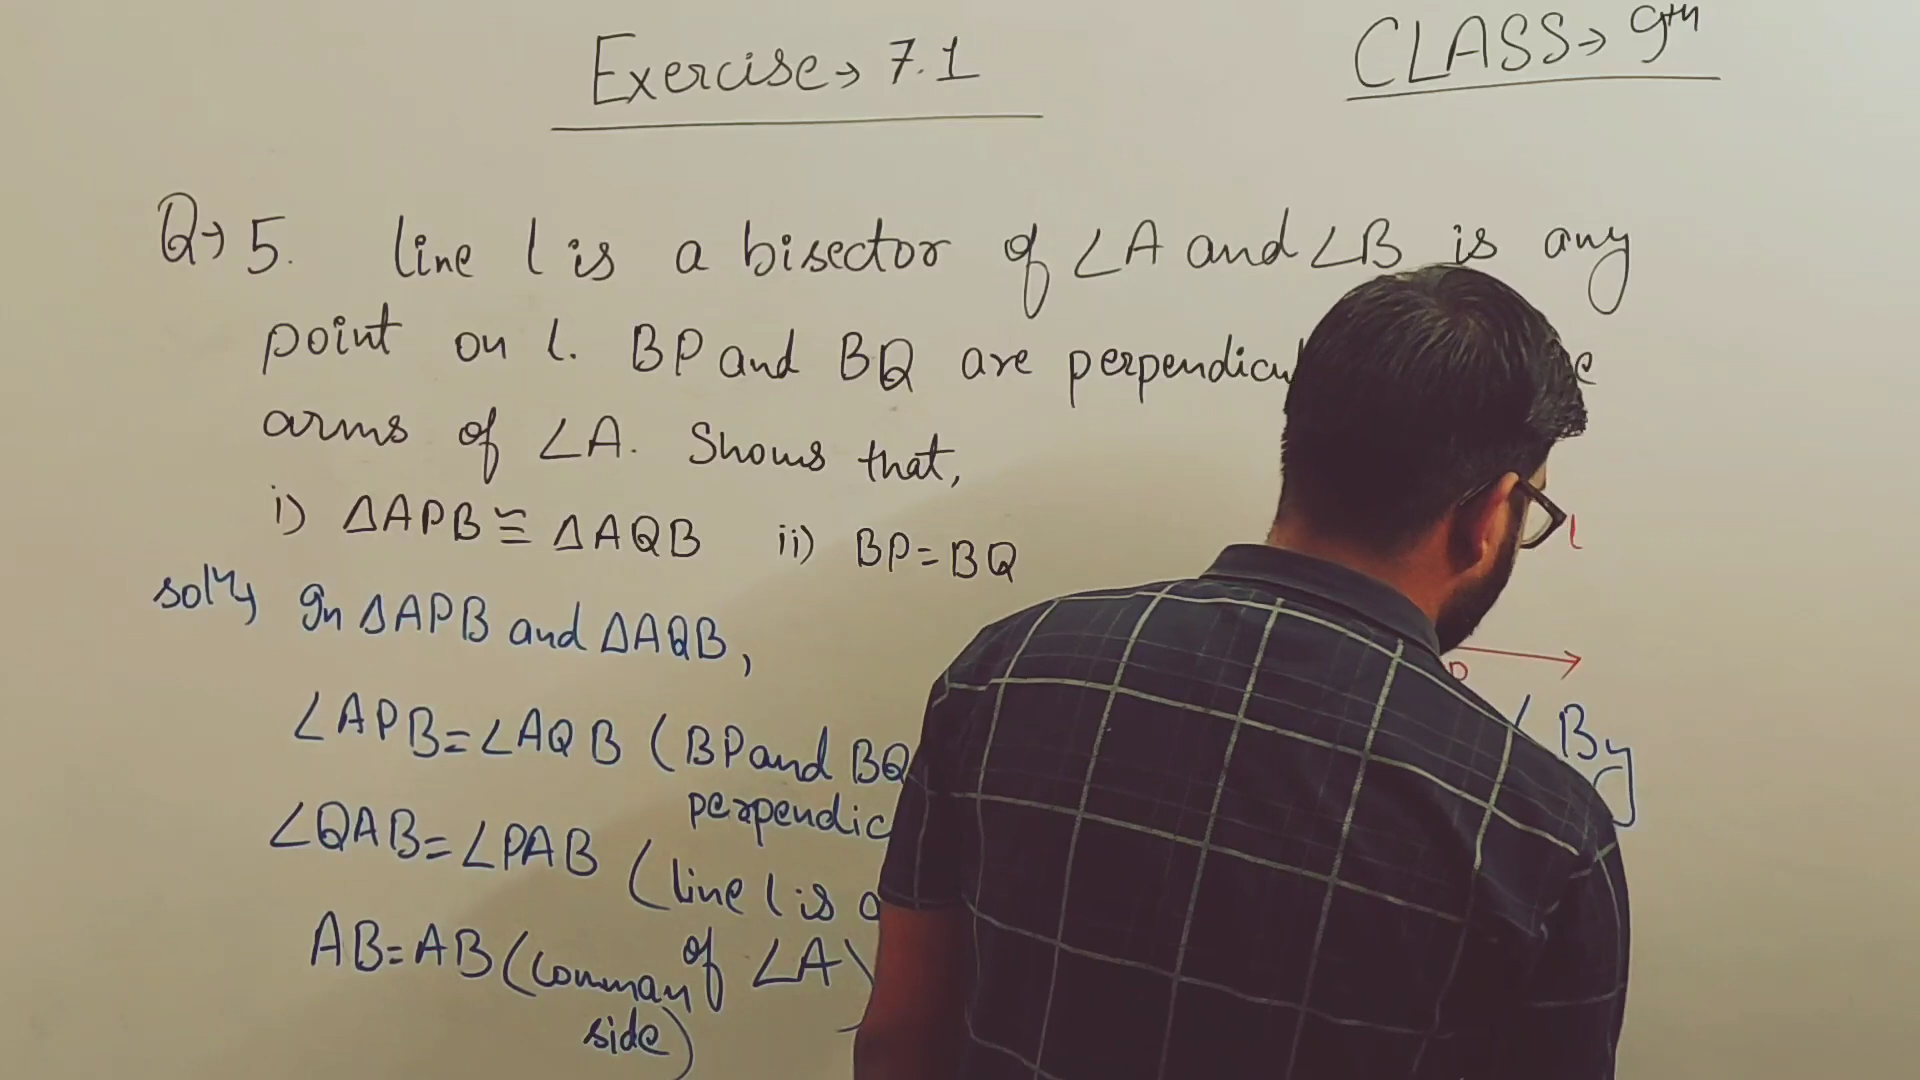 Exercise → 7.1
CLASS → 9th
Q→ 5. line l is a bisector of ∠A and ∠B is any
point on l. BP and BQ are perpendicu
arms of ∠A. Shows that,
i) ΔAPB ≅ ΔAQB ii) BP = BQ
l
In ΔAPB and ΔAQB,
∠APB = ∠AQB (BP and BQ
perpendic
By
∠QAB = ∠PAB (line l is a
of ∠A)
AB = AB (Comman
side)